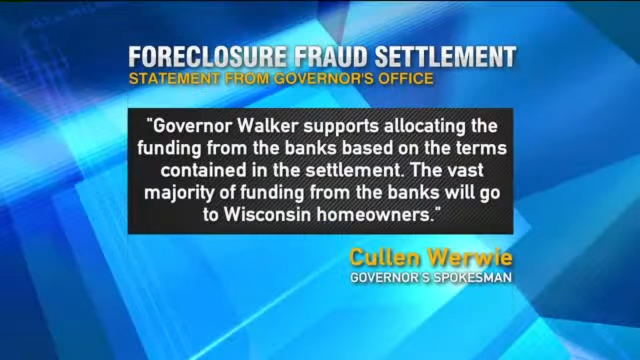 FORECLOSURE FRAUD SETTLEMENT
STATEMENT FROM GOVERNOR'S OFFICE
"Governor Walker supports allocating the
funding from the banks based on the terms
contained in the settlement. The vast
majority of funding from the banks will go
to Wisconsin homeowners."
Cullen Werwie
GOVERNOR'S SPOKESMAN